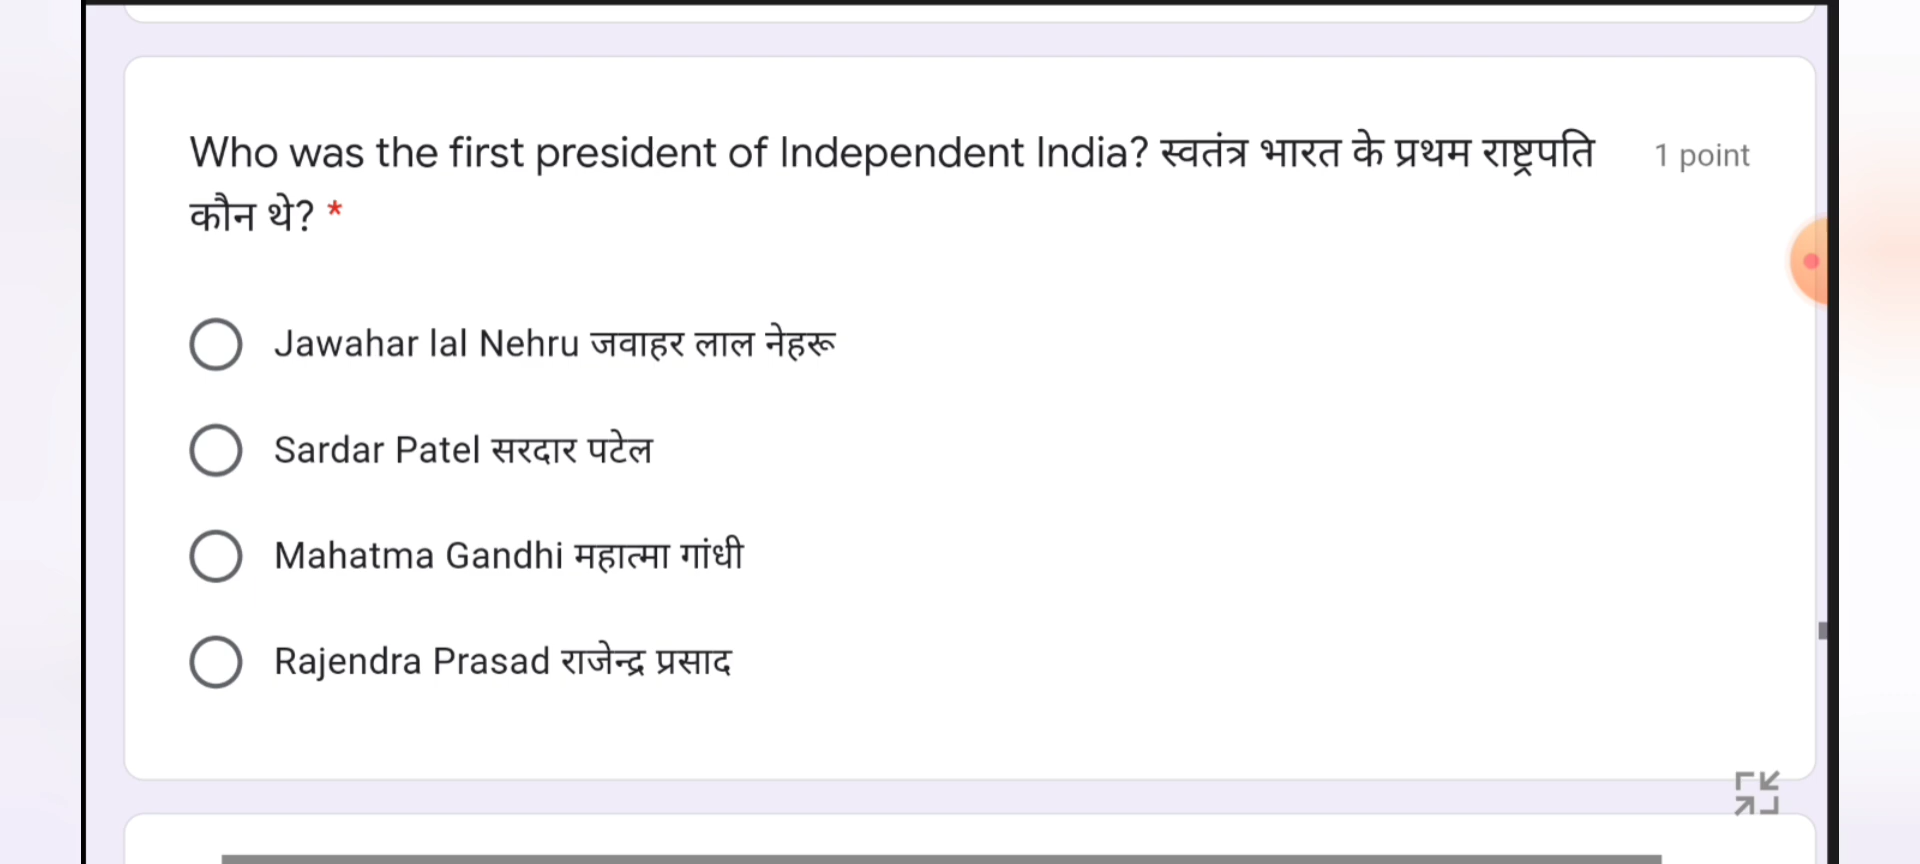 Who was the first president of Independent India? स्वतंत्र भारत के प्रथम राष्ट्रपति 1 point
कौन थे? *
Jawahar lal Nehru जवाहर लाल नेहरू
Sardar Patel सरदार पटेल
Mahatma Gandhi महात्मा गांधी
Rajendra Prasad राजेन्द्र प्रसाद